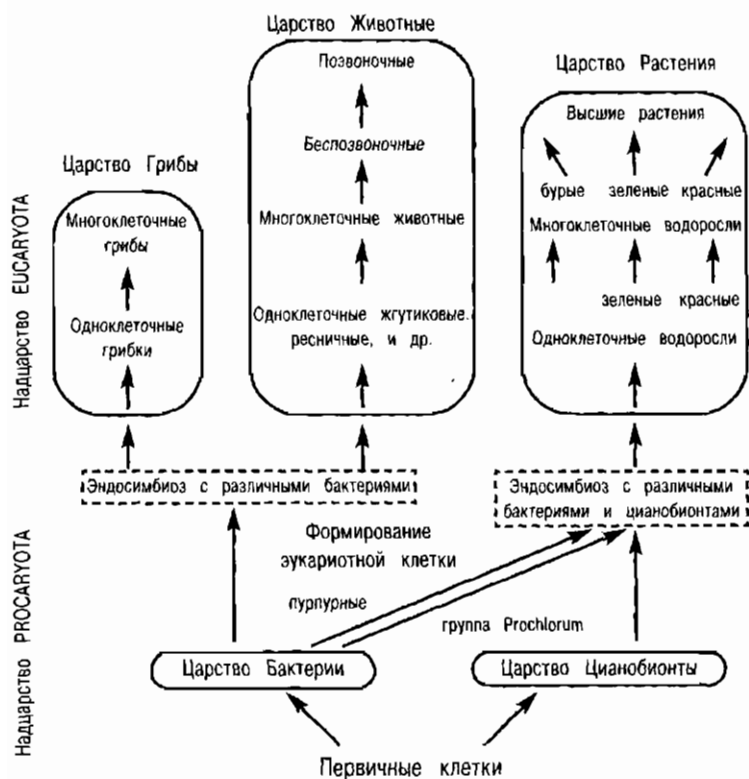 Царство Животные
Позвоночные
Беспозвоночные
Многоклеточные животные
Одноклеточные жгутиковые.
ресничные, и др.
Царство Растения
Высшие растения
бурые зеленые красные
Многоклеточные водоросли
зеленые красные
Одноклеточные водоросли
Царство Грибы
Многоклеточные
грибы
Одноклеточные
грибки
Надцарство EUCARYOTA
Эндосимбиоз с различными бактериями
Эндосимбиоз с различными
бактериями и цианобионтами
Формирование
эукариотной клетки
пурпурные
группа Prochlorum
Надцарство PROCARYOTA
Царство Бактерии
Царство Цианобионты
Первичные клетки